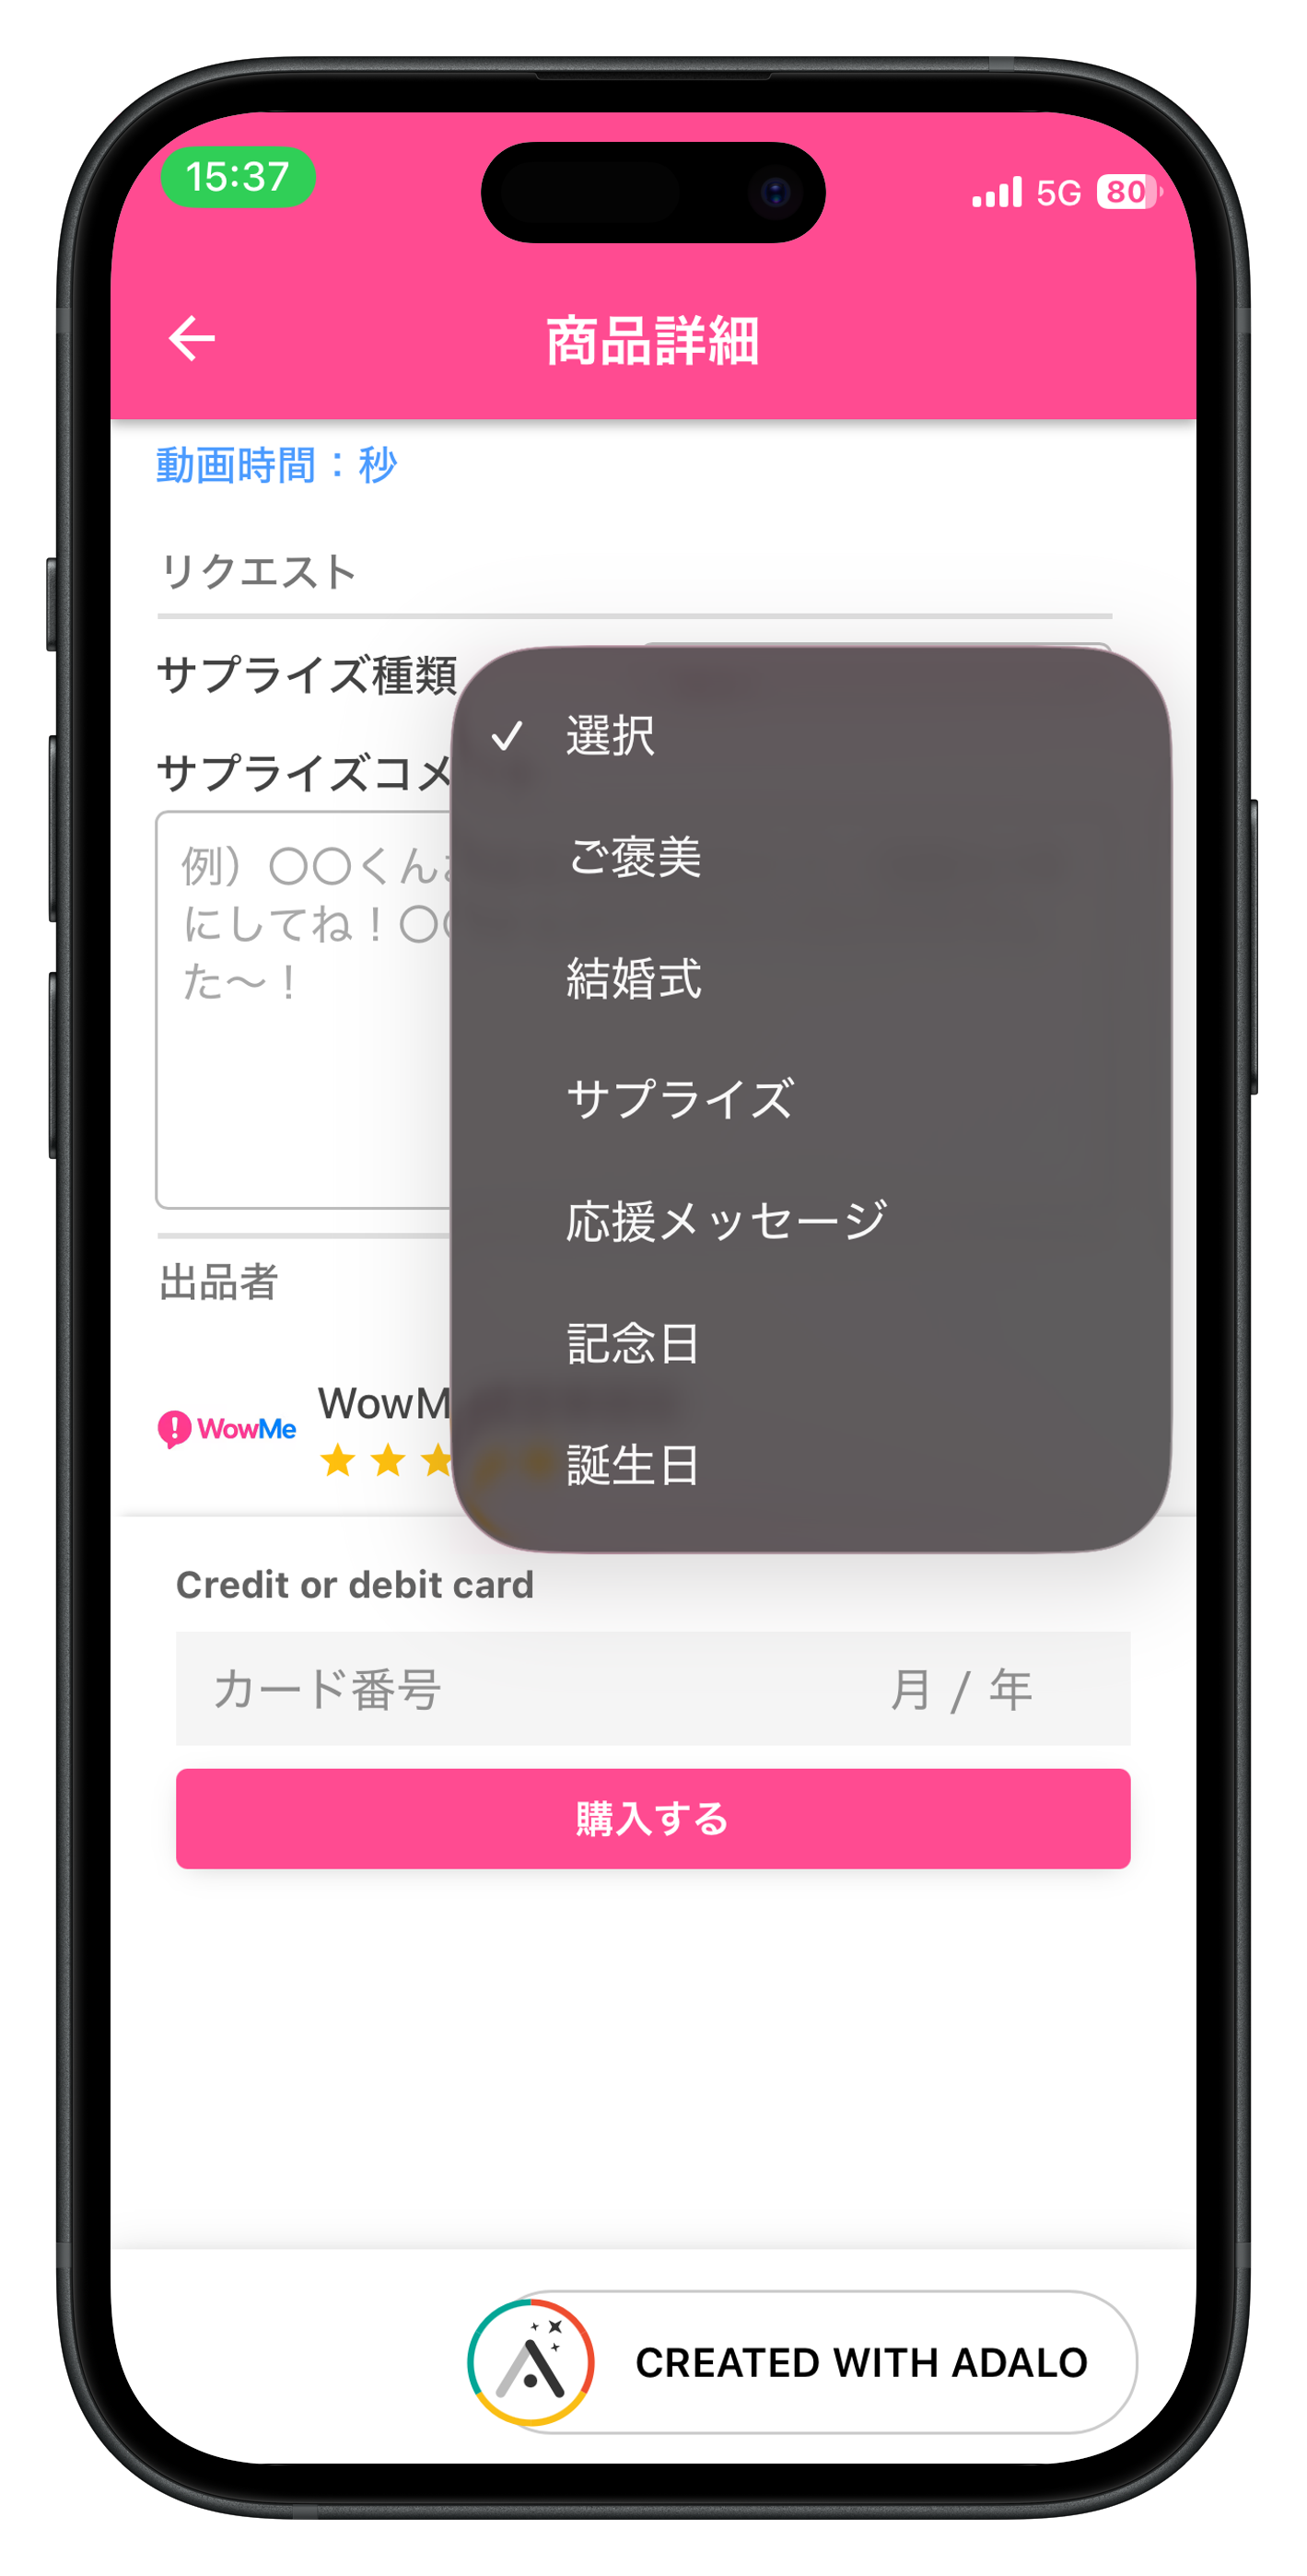 15:37
5G 80
商品詳細
動画時間：秒
リクエスト
サプライズ種類
サプライズコメ
例）〇〇くん
にしてね！〇
た〜！
選択
ご褒美
結婚式
サプライズ
応援メッセージ
記念日
誕生日
出品者
WowMe
WowM
Credit or debit card
カード番号 月 / 年
購入する
CREATED WITH ADALO